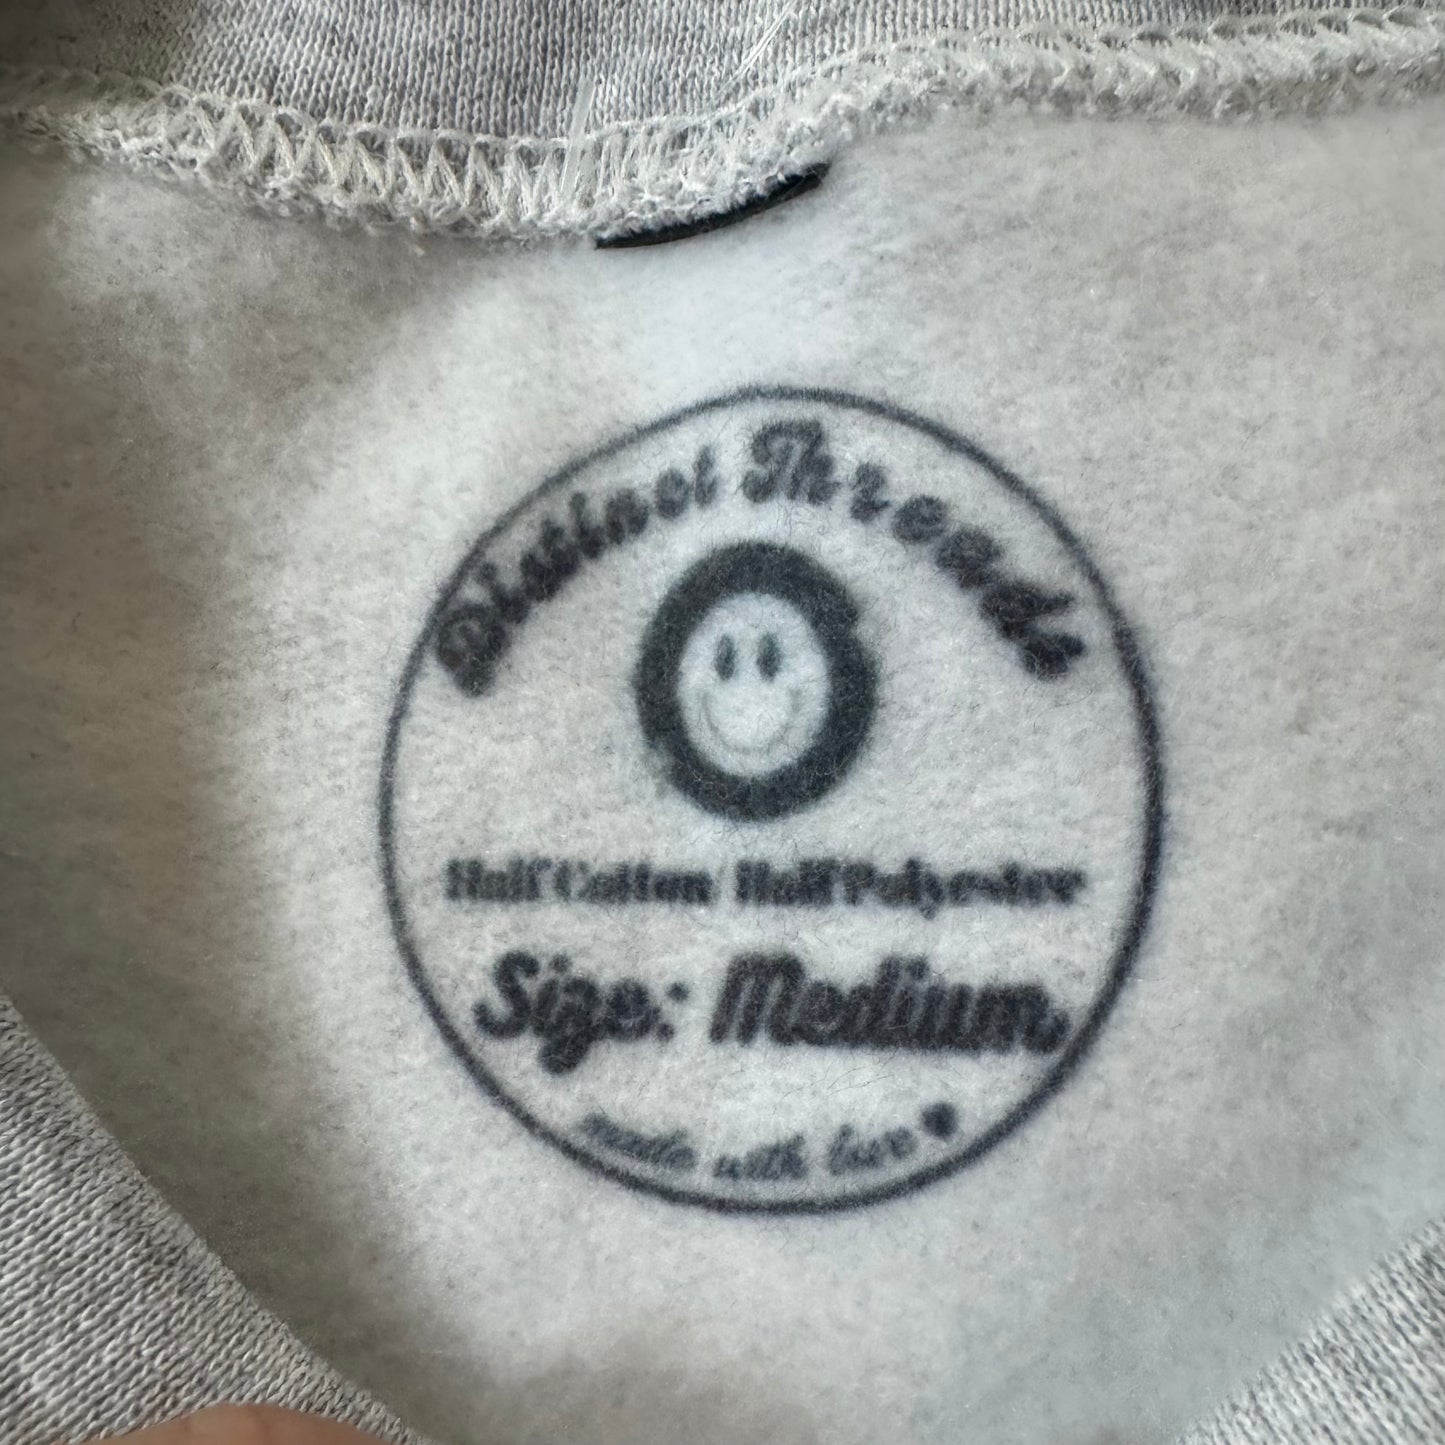 Distinct Threads
Half Cotton Half Polyester
Size: Medium
made with love